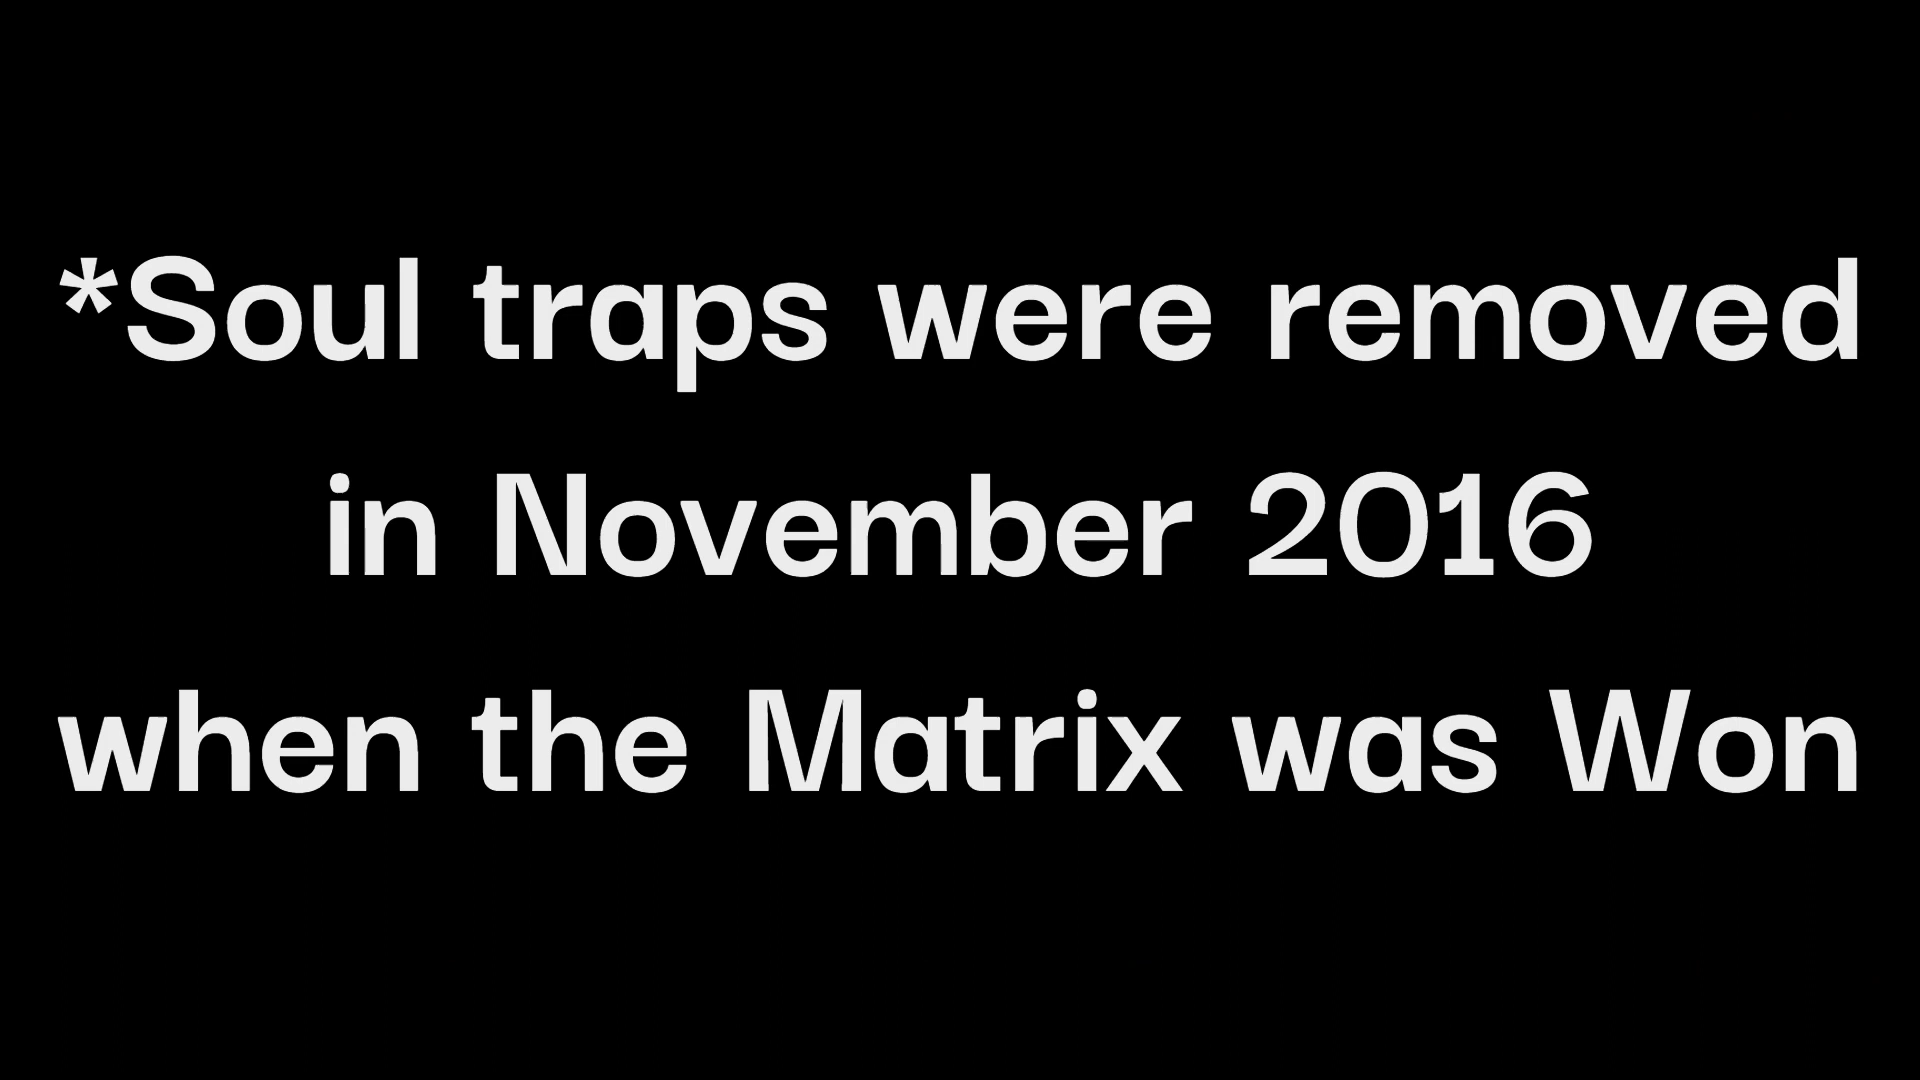 *Soul traps were removed
in November 2016
when the Matrix was Won